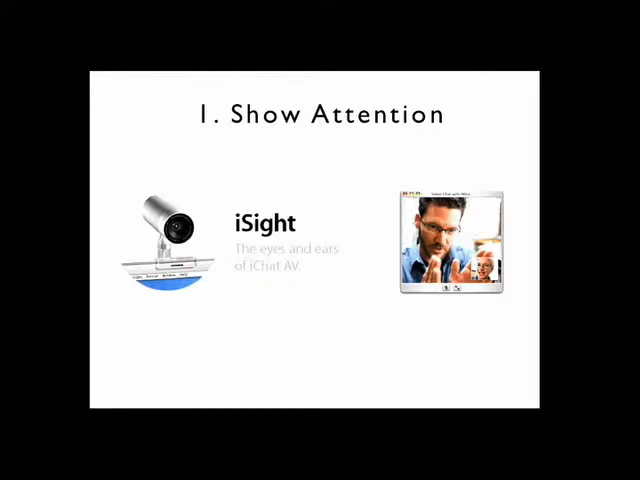 1. Show Attention
iSight
The eyes and ears
of iChat AV.